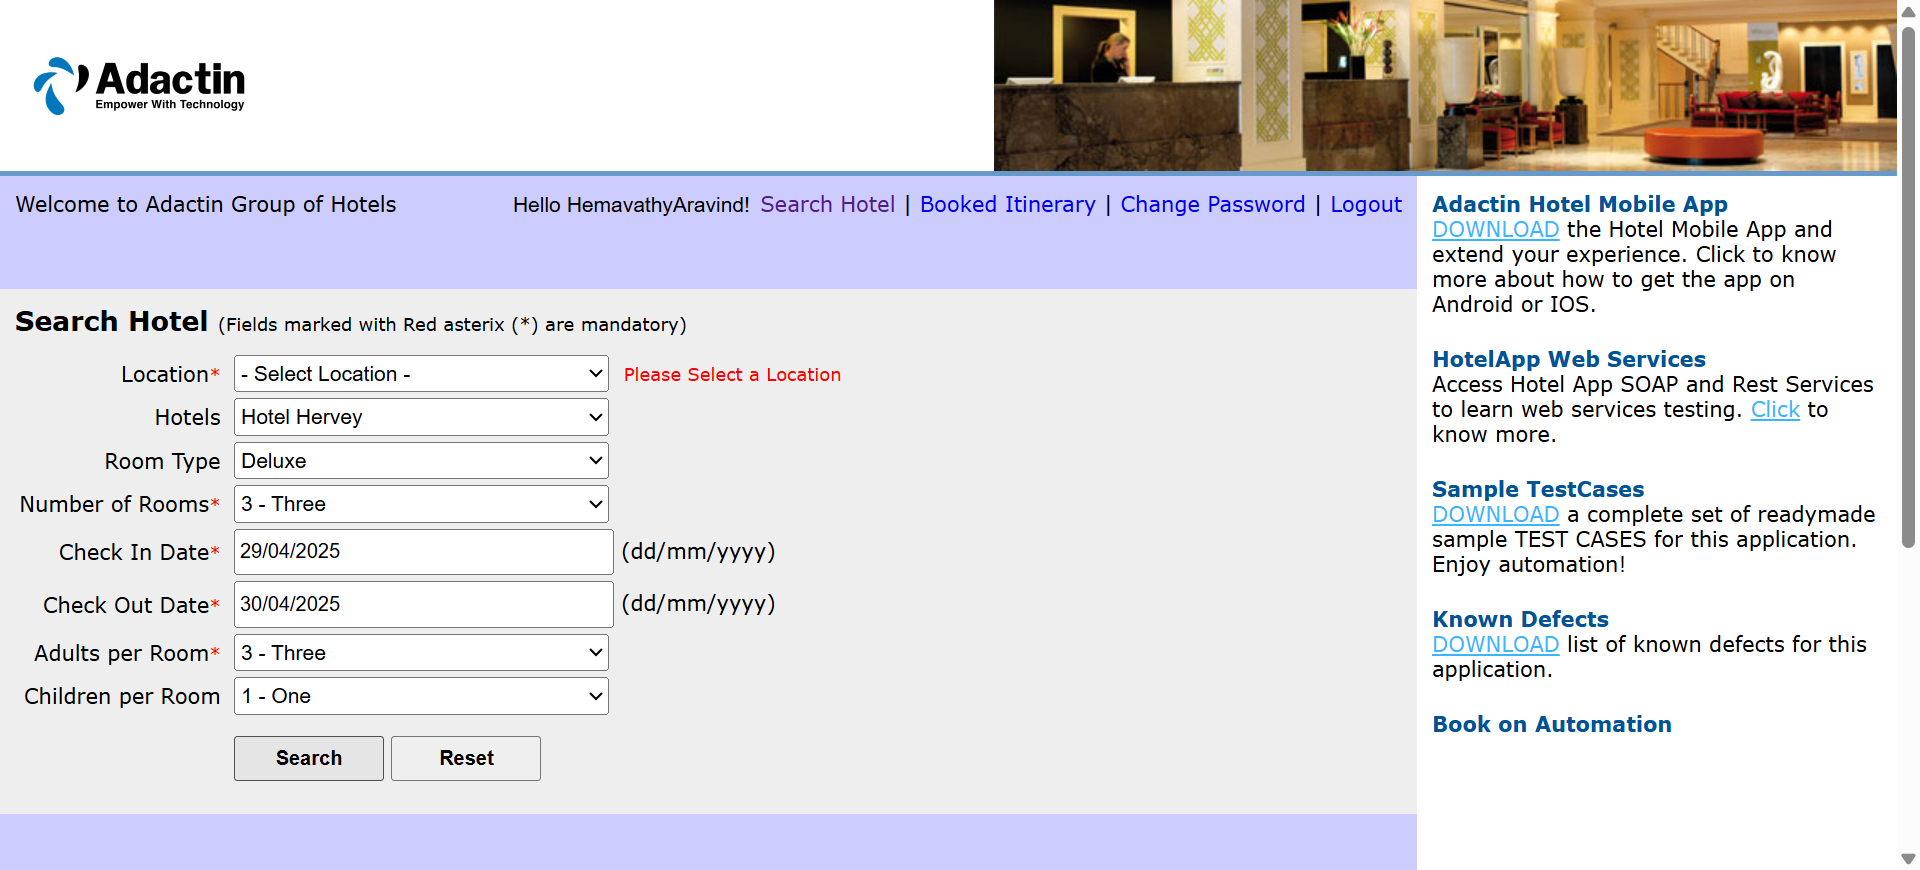 Adactin
Empower With Technology
Welcome to Adactin Group of Hotels
Hello HemavathyAravind! Search Hotel | Booked Itinerary | Change Password | Logout
Search Hotel (Fields marked with Red asterix (*) are mandatory)
Location* - Select Location - Please Select a Location
Hotels Hotel Hervey
Room Type Deluxe
Number of Rooms* 3 - Three
Check In Date* 29/04/2025 (dd/mm/yyyy)
Check Out Date* 30/04/2025 (dd/mm/yyyy)
Adults per Room* 3 - Three
Children per Room 1 - One
Search Reset
Adactin Hotel Mobile App
DOWNLOAD the Hotel Mobile App and
extend your experience. Click to know
more about how to get the app on
Android or IOS.
HotelApp Web Services
Access Hotel App SOAP and Rest Services
to learn web services testing. Click to
know more.
Sample TestCases
DOWNLOAD a complete set of readymade
sample TEST CASES for this application.
Enjoy automation!
Known Defects
DOWNLOAD list of known defects for this
application.
Book on Automation